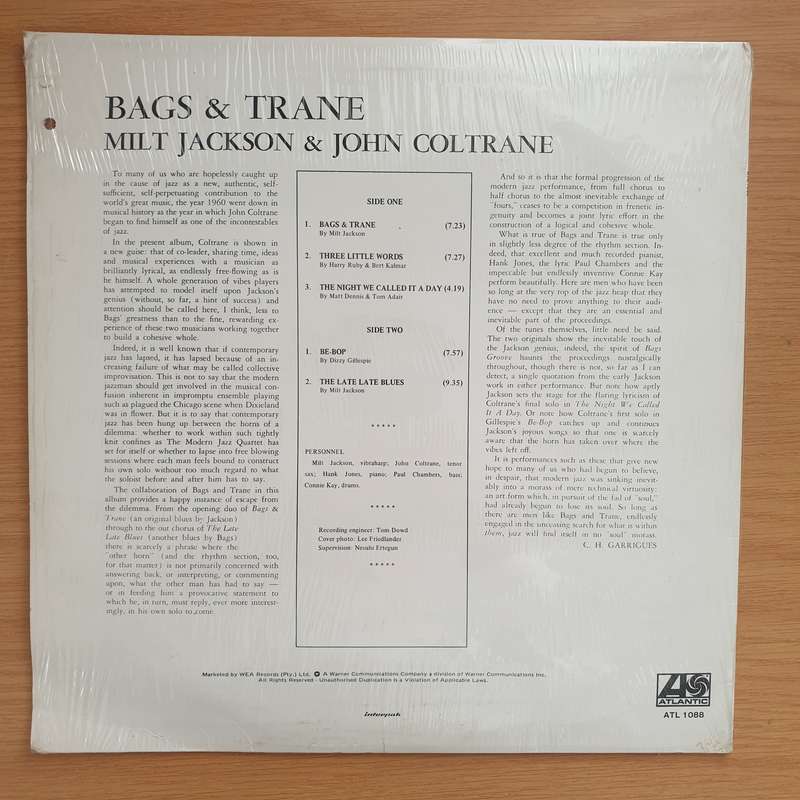 BAGS & TRANE
MILT JACKSON & JOHN COLTRANE
To many of us who are hopelessly caught up
in the cause of jazz as a new, authentic, self-
sufficient, self-perpetuating contribution to the
world's great music, the year 1960 went down in
musical history as the year in which John Coltrane
began to find himself as one of the incontestables
of jazz.
In the present album, Coltrane is shown in
a new guise: that of co-leader, sharing time, ideas
and musical experiences with a musician as
brilliantly lyrical, as endlessly free-flowing as is
he himself. A whole generation of vibes players
has attempted to model itself upon Jackson's
genius (without, so far, a hint of success) and
attention should be called here, I think, less to
Bags' greatness than to the fine, rewarding ex-
perience of these two musicians working together
to build a cohesive whole.
Indeed, it is well known that if contemporary
jazz has lapsed, it has lapsed because of an in-
creasing failure of what may be called collective
improvisation. This is not to say that the modern
jazzman should get involved in the musical con-
fusion inherent in impromptu ensemble playing
such as plagued the Chicago scene when Dixieland
was in flower. But it is to say that contemporary
jazz has been hung up between the horns of a
dilemma: whether to work within such tightly
knit confines as The Modern Jazz Quartet has
set for itself or whether to lapse into free blowing
sessions where each man feels bound to construct
his own solo without too much regard to what
the soloist before and after him has to say.
The collaboration of Bags and Trane in this
album provides a happy instance of escape from
the dilemma. From the opening duo of Bags &
Trane (an original blues by Jackson)
through to the out chorus of The Late
Late Blues (another blues by Bags)
there is scarcely a phrase where the
"other horn" (and the rhythm section, too,
for that matter) is not primarily concerned with
answering back, or interpreting, or commenting
upon, what the other man has had to say —
or in feeding him a provocative statement to
which he, in turn, must reply, ever more interest-
ingly, in his own solo to come.
SIDE ONE
1. BAGS & TRANE (7.23)
By Milt Jackson
2. THREE LITTLE WORDS (7.27)
By Harry Ruby & Bert Kalmar
3. THE NIGHT WE CALLED IT A DAY (4.19)
By Matt Dennis & Tom Adair
SIDE TWO
1. BE-BOP (7.57)
By Dizzy Gillespie
2. THE LATE LATE BLUES (9.35)
By Milt Jackson
* * * * *
PERSONNEL
Milt Jackson, vibraharp; John Coltrane, tenor
sax; Hank Jones, piano; Paul Chambers, bass;
Connie Kay, drums.
* * * * *
Recording engineer: Tom Dowd
Cover photo: Lee Friedlander
Supervision: Nesuhi Ertegun
* * * * *
And so it is that the formal progression of the
modern jazz performance, from full chorus to
half chorus to the almost inevitable exchange of
"fours," ceases to be a competition in frenetic in-
genuity and becomes a joint lyric effort in the
construction of a logical and cohesive whole.
What is true of Bags and Trane is true only
in slightly less degree of the rhythm section. In-
deed, that excellent and much recorded pianist,
Hank Jones, the lyric Paul Chambers and the
impeccable but endlessly inventive Connie Kay
perform beautifully. Here are men who have been
so long at the very top of the jazz heap that they
have no need to prove anything to their audi-
ence — except that they are an essential and
inevitable part of the proceedings.
Of the tunes themselves, little need be said.
The two originals show the inevitable touch of
the Jackson genius; indeed, the spirit of Bags
Groove haunts the proceedings nostalgically
throughout, though there is not, so far as I can
detect, a single quotation from the early Jackson
work in either performance. But note how aptly
Jackson sets the stage for the flaring lyricism of
Coltrane's final solo in The Night We Called
It A Day. Or note how Coltrane's first solo in
Gillespie's Be-Bop catches up and continues
Jackson's joyous songs so that one is scarcely
aware that the horn has taken over where the
vibes left off.
It is performances such as these that give new
hope to many of us who had begun to believe,
in despair, that modern jazz was sinking inevit-
ably into a morass of mere technical virtuosity:
an art form which, in pursuit of the fad of "soul,"
had already begun to lose its soul. So long as
there are men like Bags and Trane, endlessly
engaged in the unceasing search for what is within
them, jazz will find itself in no "soul" morass.
C. H. GARRIGUES
Marketed by WEA Records (Pty.) Ltd. A Warner Communications Company a division of Warner Communications Inc.
All Rights Reserved - Unauthorised Duplication is a Violation of Applicable Laws.
interpak
ATLANTIC
ATL 1088